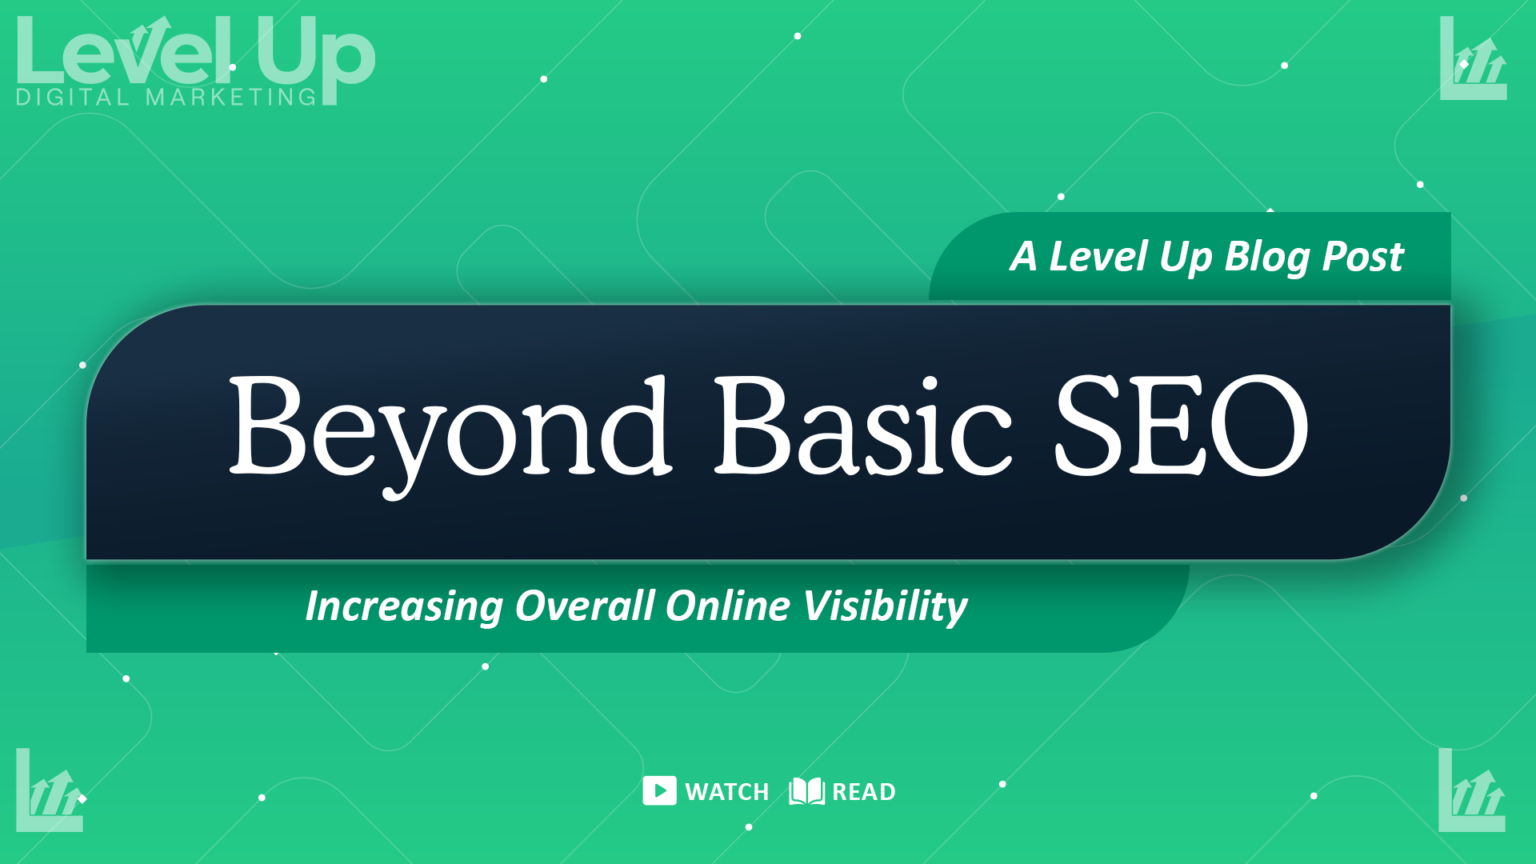 Level Up
DIGITAL MARKETING
A Level Up Blog Post
Beyond Basic SEO
Increasing Overall Online Visibility
WATCH READ